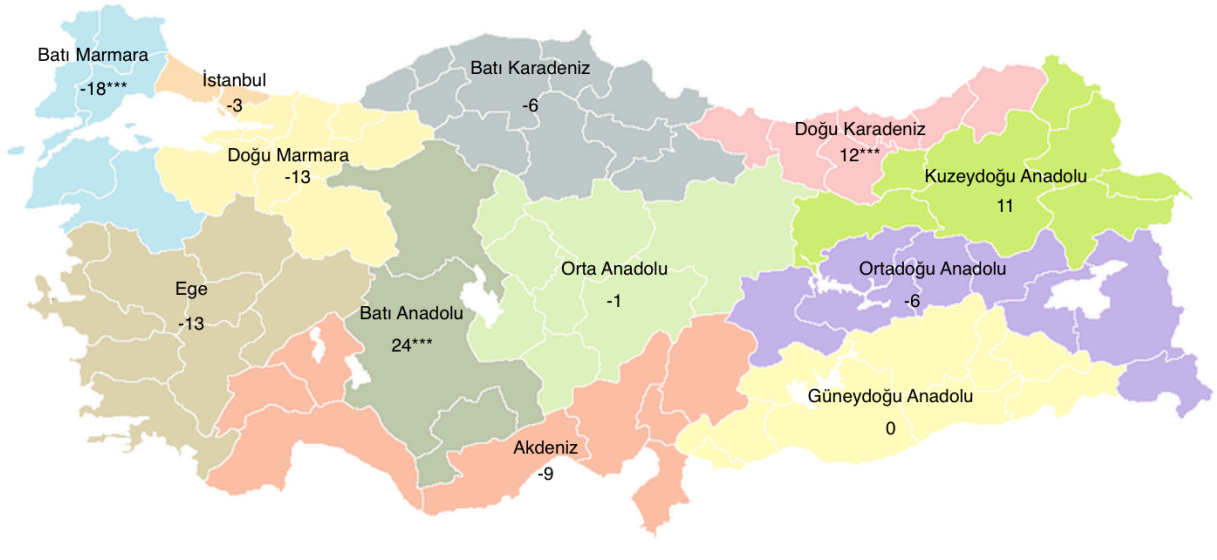 Batı Marmara
-18***
İstanbul
-3
Batı Karadeniz
-6
Doğu Karadeniz
12***
Doğu Marmara
-13
Kuzeydoğu Anadolu
11
Ege
-13
Batı Anadolu
24***
Orta Anadolu
-1
Ortadoğu Anadolu
-6
Güneydoğu Anadolu
0
Akdeniz
-9